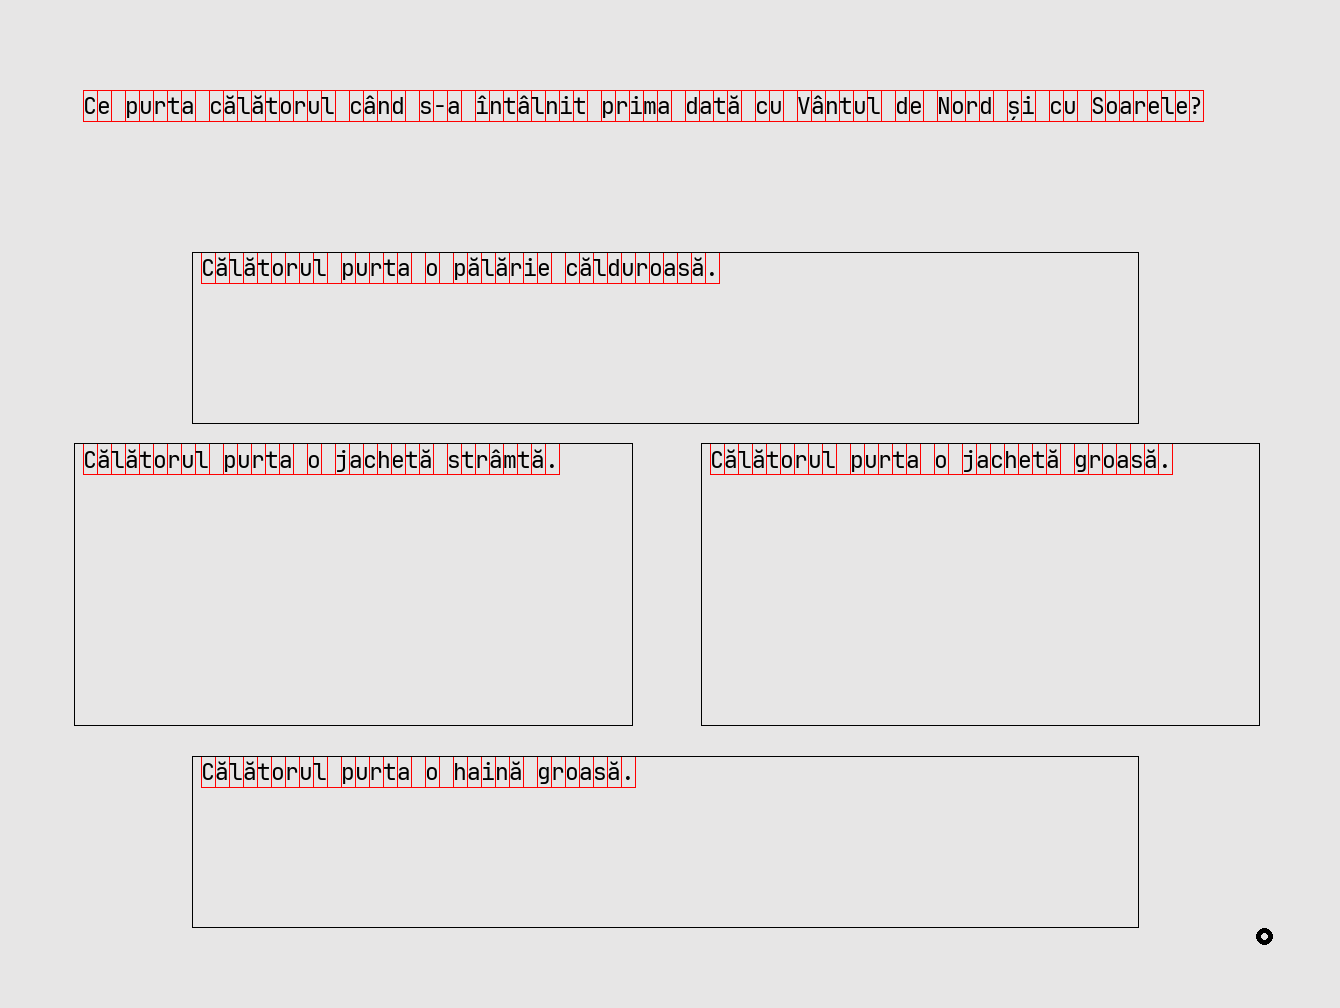 Ce purta călătorul când s-a întâlnit prima dată cu Vântul de Nord și cu Soarele?
Călătorul purta o pălărie călduroasă.
Călătorul purta o jachetă strâmtă.
Călătorul purta o jachetă groasă.
Călătorul purta o haină groasă.